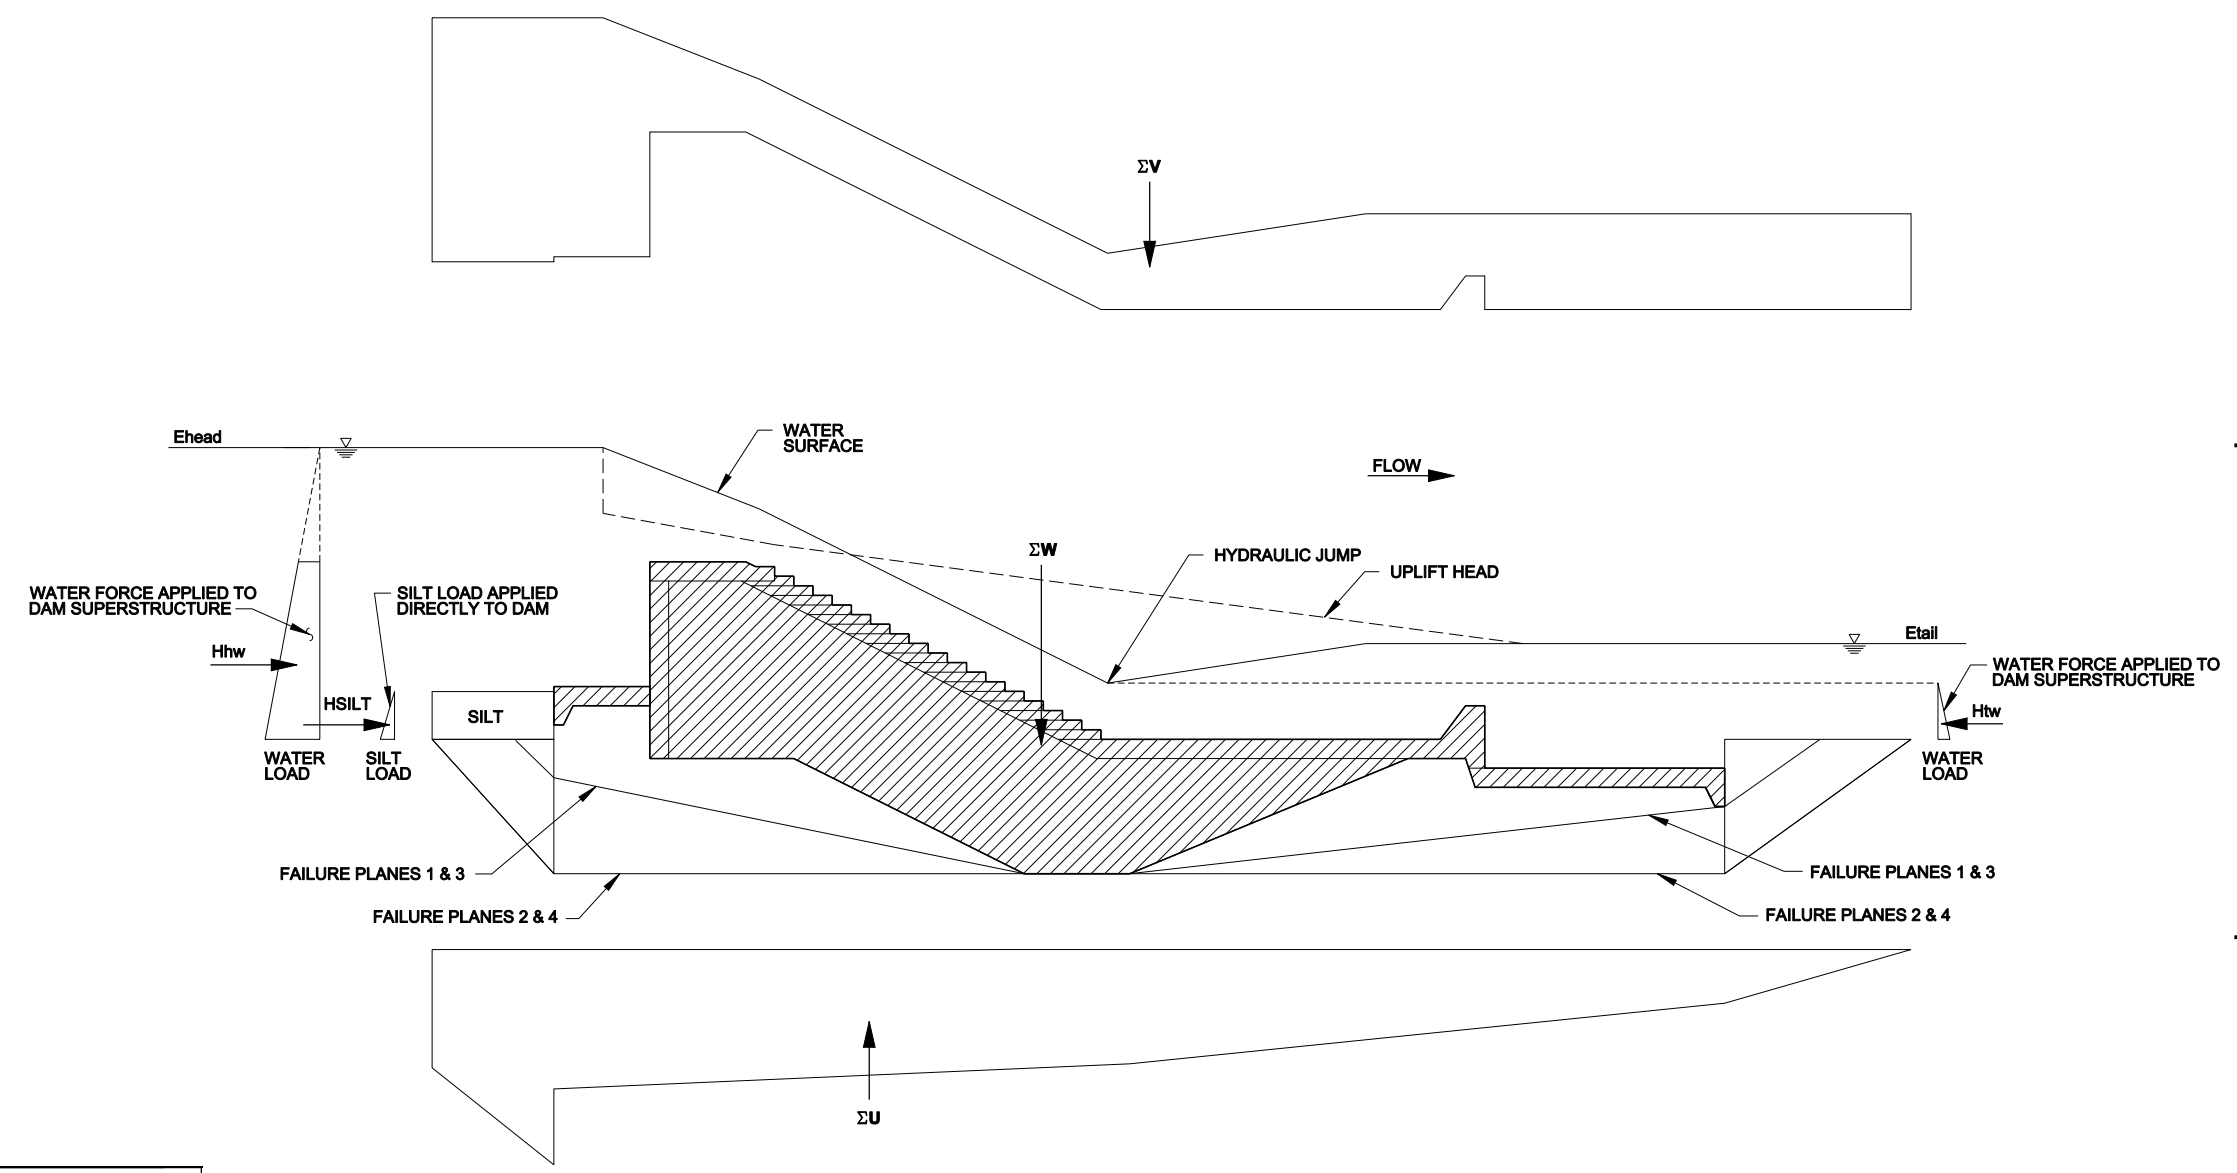 ΣV
Ehead
WATER
SURFACE
FLOW
ΣW
HYDRAULIC JUMP
UPLIFT HEAD
WATER FORCE APPLIED TO
DAM SUPERSTRUCTURE
SILT LOAD APPLIED
DIRECTLY TO DAM
Etail
Hhw
WATER FORCE APPLIED TO
DAM SUPERSTRUCTURE
HSILT
SILT
Htw
WATER
LOAD
SILT
LOAD
WATER
LOAD
FAILURE PLANES 1 & 3
FAILURE PLANES 1 & 3
FAILURE PLANES 2 & 4
FAILURE PLANES 2 & 4
ΣU